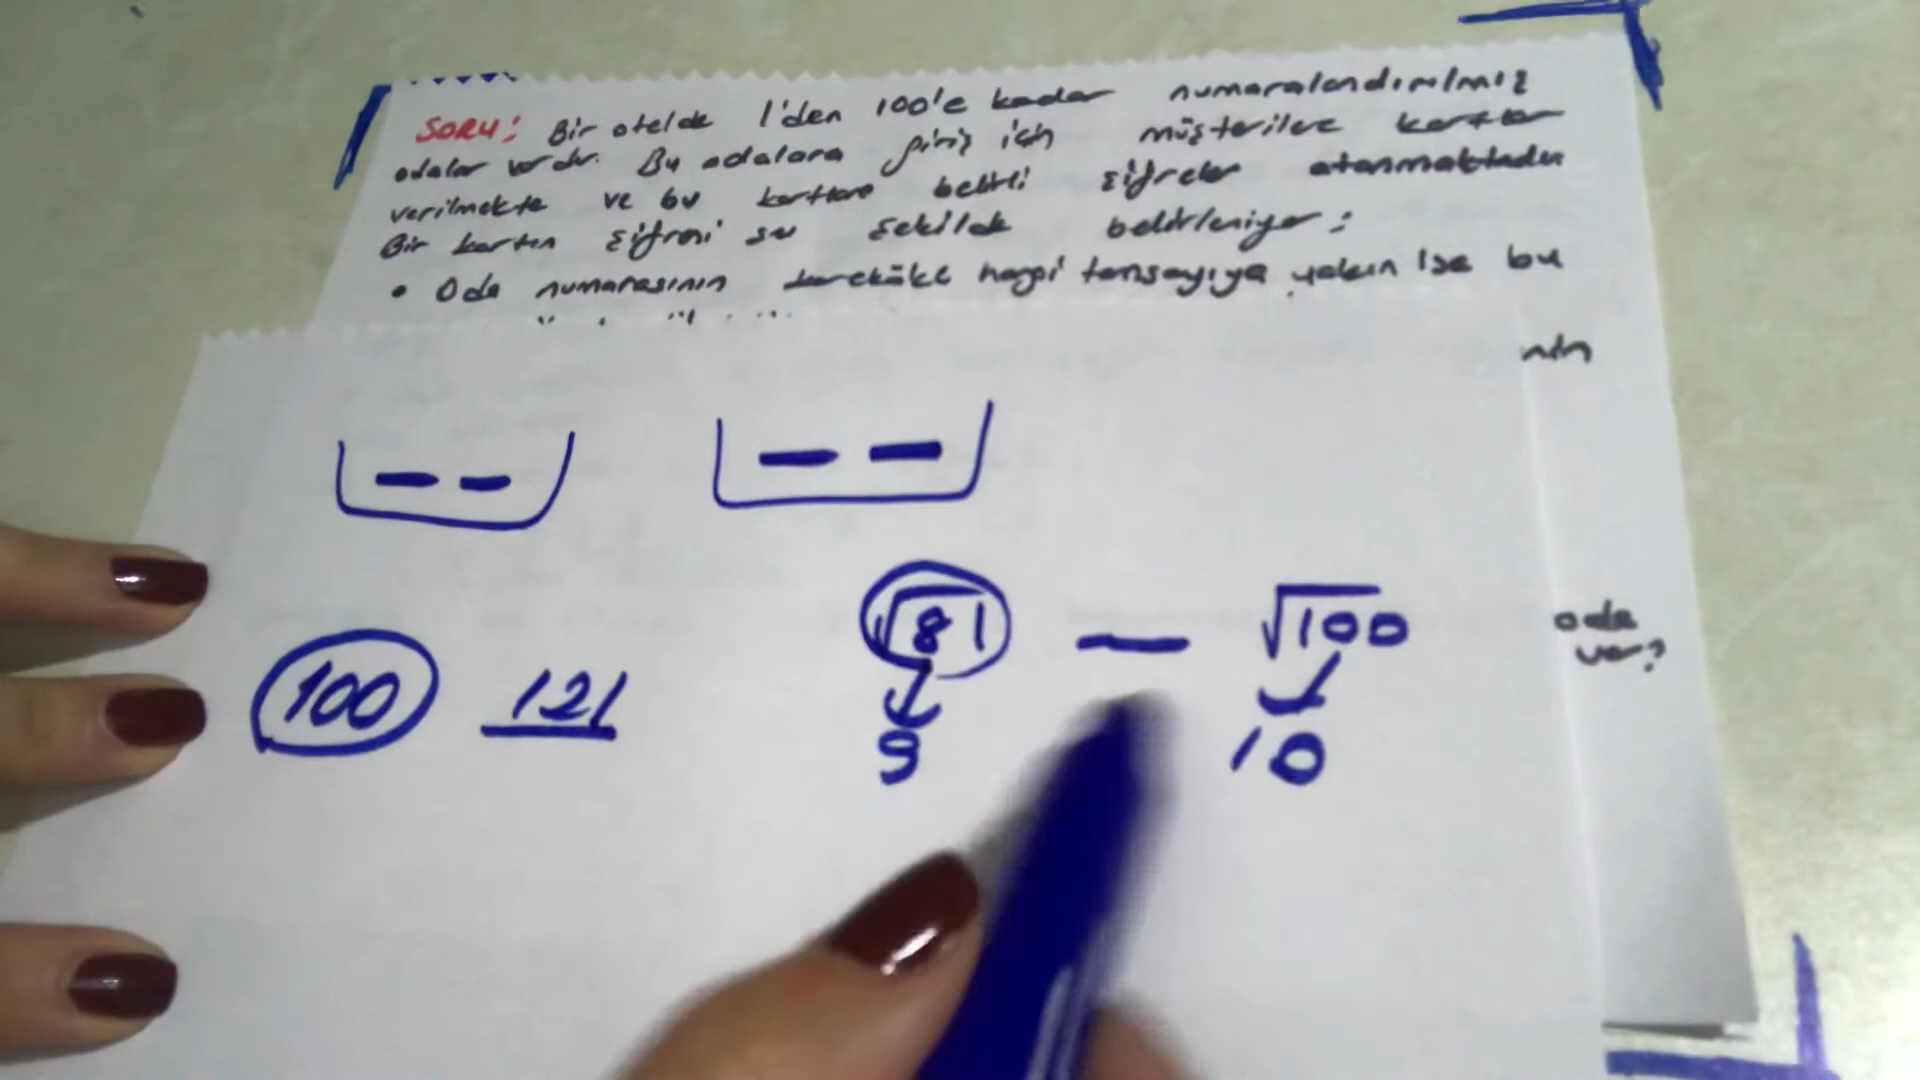 SORU: Bir otelde 1'den 100'e kadar numaralandırılmış
odalar vardır. Bu odalara giriş için müşterilere kartlar
verilmekte ve bu kartlara belirli şifreler atanmaktadır
Bir kartın şifresi şu şekilde belirleniyor:
• Oda numarasının karekökü hangi tamsayıya yakın ise bu
nın
√81 — √100
oda
var?
100 121
9 10